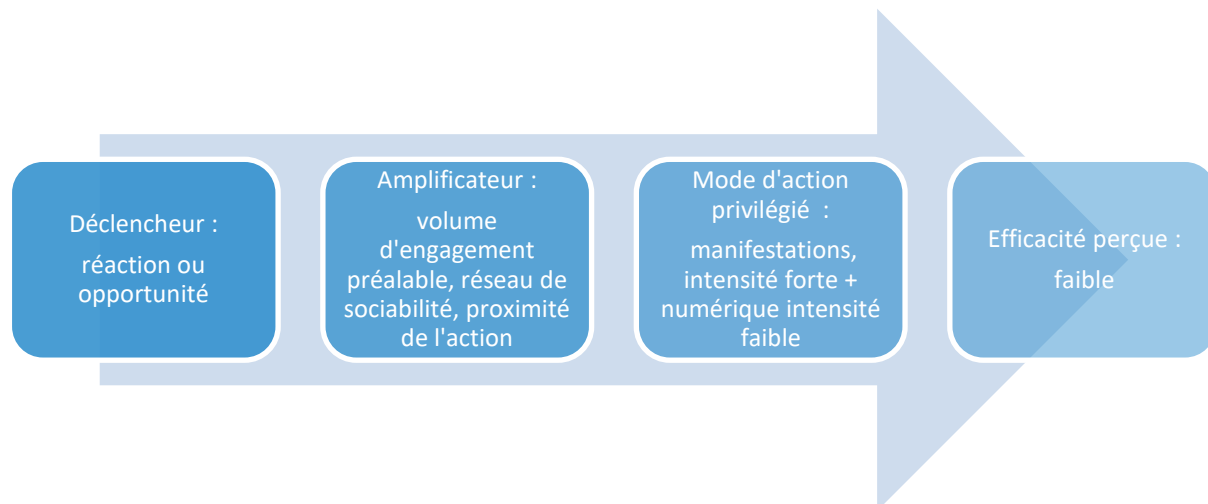 Déclencheur :
réaction ou
opportunité
Amplificateur :
volume
d'engagement
préalable, réseau de
sociabilité, proximité
de l'action
Mode d'action
privilégié  :
manifestations,
intensité forte +
numérique intensité
faible
Efficacité perçue :
faible